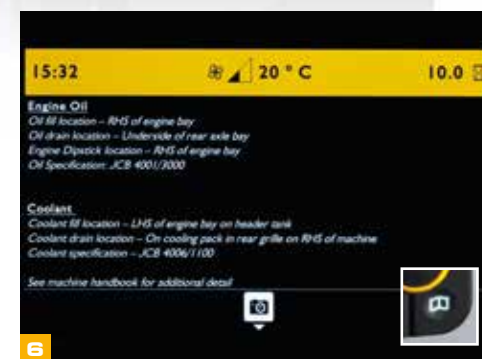 15:32 20 ° C 10.0
Engine Oil
Oil fill location – RHS of engine bay
Oil drain location – Underside of rear axle bay
Engine Dipstick location – RHS of engine bay
Oil Specification: JCB 4001/3000
Coolant
Coolant fill location – LHS of engine bay on header tank
Coolant drain location – On cooling pack in rear grille on RHS of machine
Coolant specification – JCB 4006/1100
See machine handbook for additional detail
6